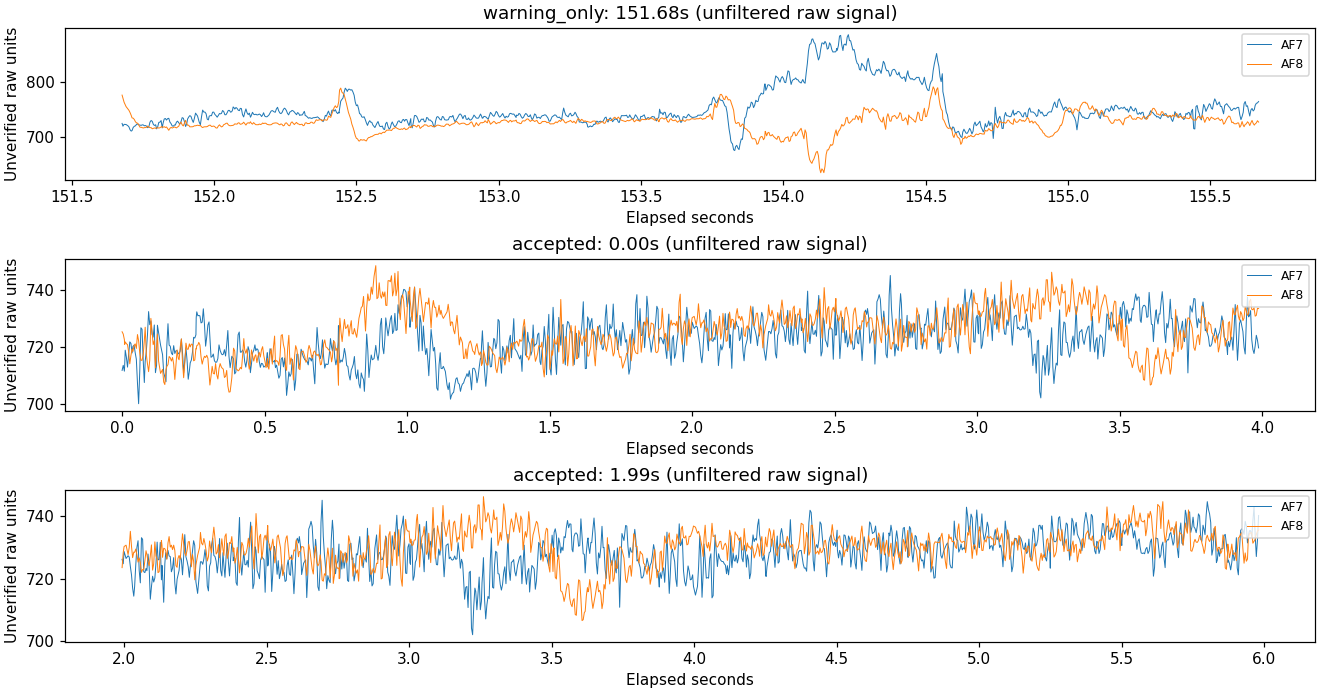 warning_only: 151.68s (unfiltered raw signal)
Unverified raw units
800
700
AF7
AF8
151.5 152.0 152.5 153.0 153.5 154.0 154.5 155.0 155.5
Elapsed seconds
accepted: 0.00s (unfiltered raw signal)
Unverified raw units
740
720
700
AF7
AF8
0.0 0.5 1.0 1.5 2.0 2.5 3.0 3.5 4.0
Elapsed seconds
accepted: 1.99s (unfiltered raw signal)
Unverified raw units
740
720
700
AF7
AF8
2.0 2.5 3.0 3.5 4.0 4.5 5.0 5.5 6.0
Elapsed seconds